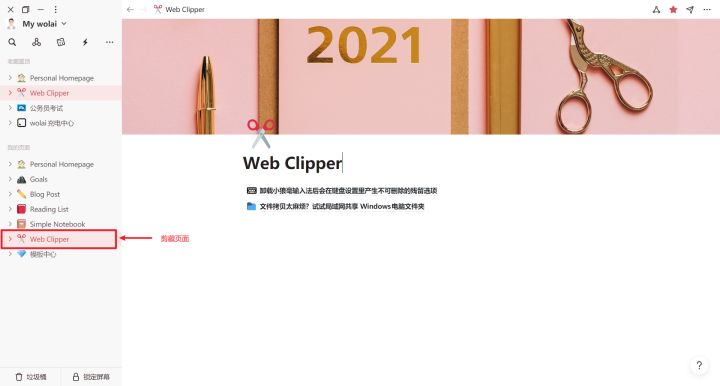 Web Clipper
My wolai
收藏置顶
Personal Homepage
Web Clipper
公务员考试
wolai 充电中心
我的页面
Personal Homepage
Goals
Blog Post
Reading List
Simple Notebook
Web Clipper
模板中心
垃圾桶
锁定屏幕
剪裁页面
2021
Web Clipper
卸载小狼毫输入法后会在键盘设置里产生不可删除的残留选项
文件拷贝太麻烦？试试局域网共享 Windows电脑文件夹
?